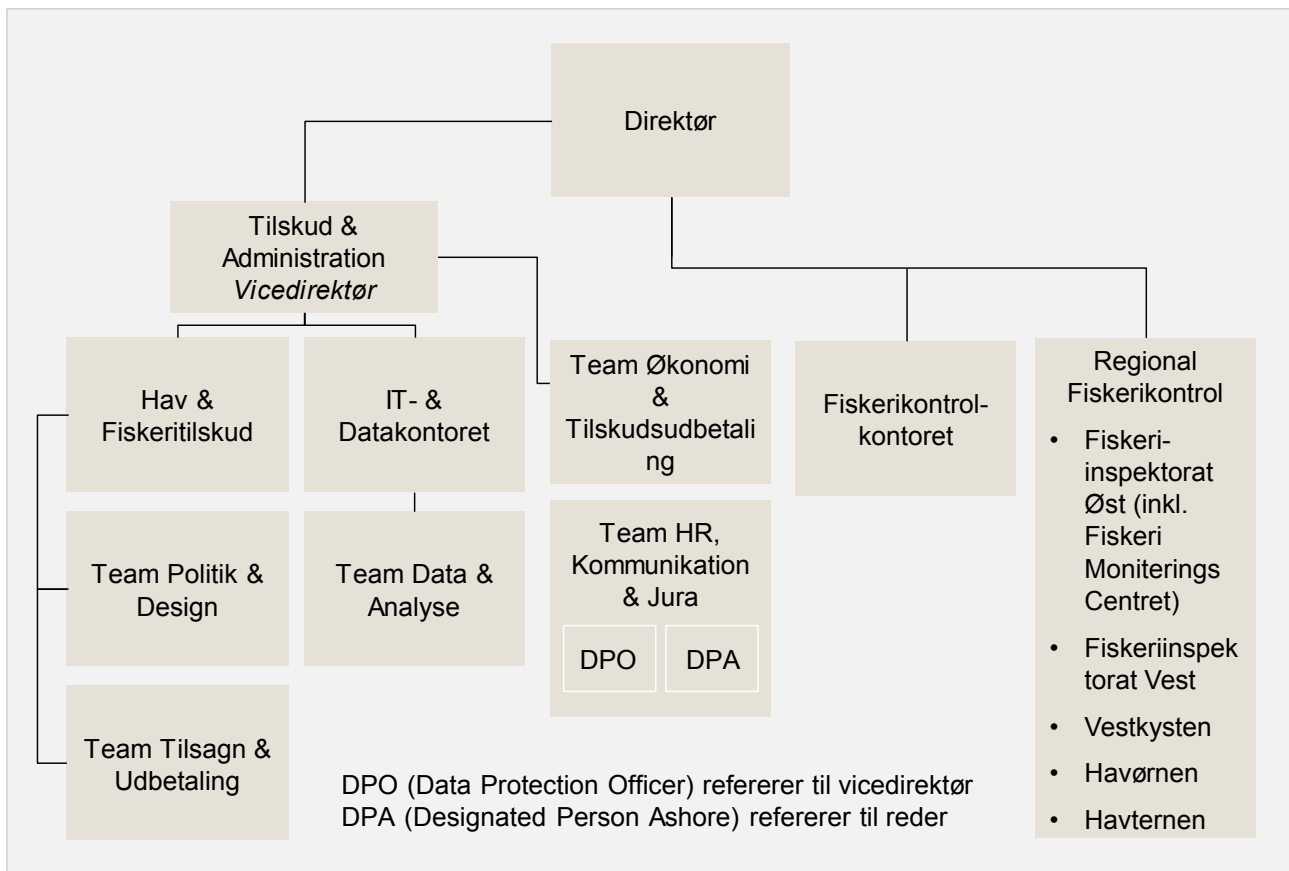 Direktør
Tilskud &
Administration
Vicedirektør
Hav &
Fiskeritilskud
IT- &
Datakontoret
Team Økonomi
&
Tilskudsudbetali
ng
Fiskerikontrol-
kontoret
Regional
Fiskerikontrol
• Fiskeri-
inspektorat
Øst (inkl.
Fiskeri
Moniterings
Centret)
• Fiskeriinspek
torat Vest
• Vestkysten
• Havørnen
• Havternen
Team Politik &
Design
Team Data &
Analyse
Team HR,
Kommunikation
& Jura
DPO
DPA
Team Tilsagn &
Udbetaling
DPO (Data Protection Officer) refererer til vicedirektør
DPA (Designated Person Ashore) refererer til reder